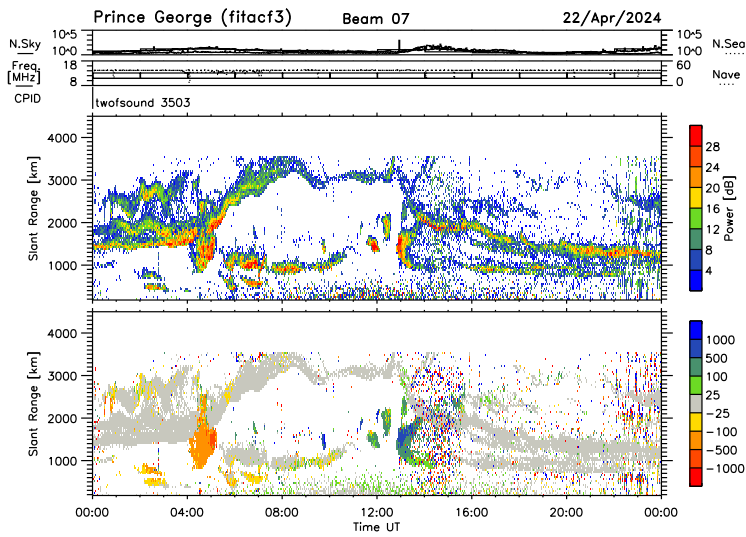 Prince George (fitacf3) Beam 07 22/Apr/2024
N.Sky 10^5 10^0 10^5 10^0 N.Sea
Freq. [MHz] 18 8 60 0 Nave
CPID twofsound 3503
Slant Range [km] 4000 3000 2000 1000
28 24 20 16 12 8 4 Power [dB]
Slant Range [km] 4000 3000 2000 1000
1000 500 100 25 -25 -100 -500 -1000
00:00 04:00 08:00 12:00 16:00 20:00 00:00
Time UT